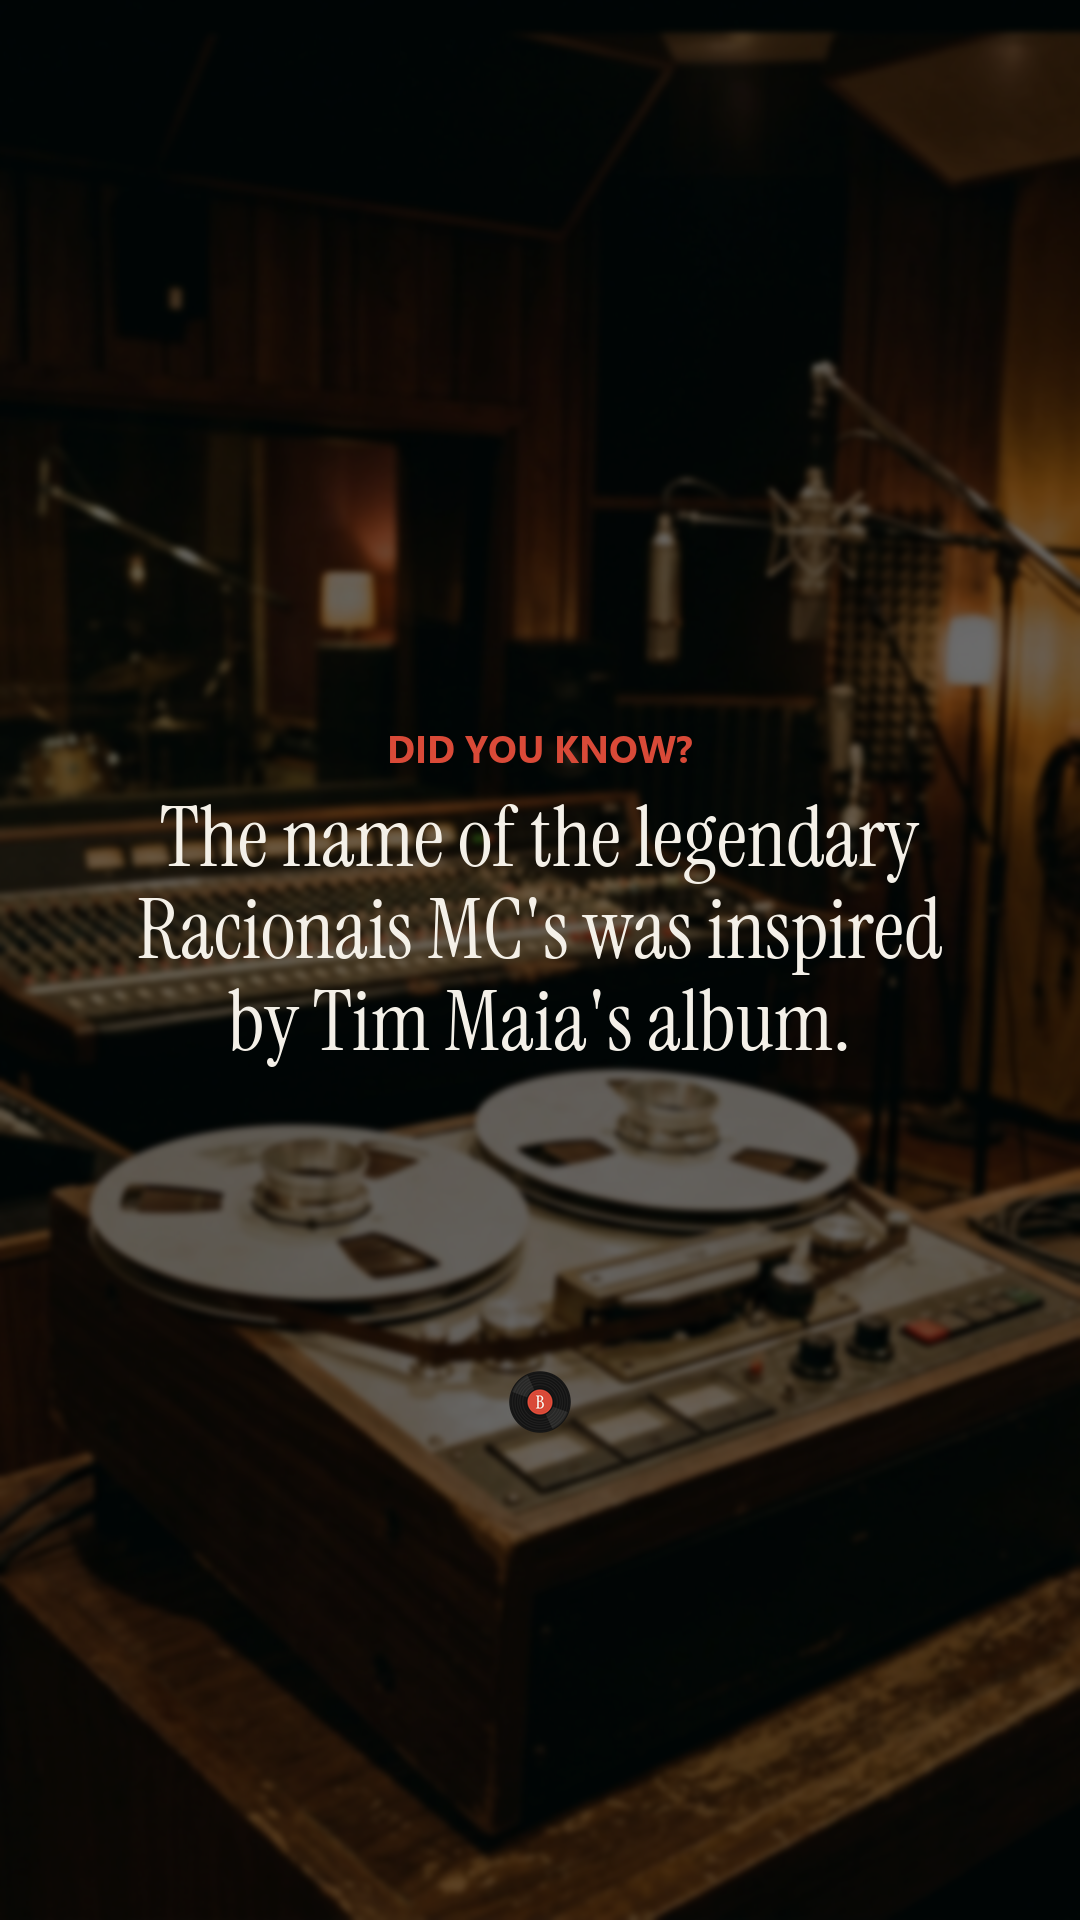 DID YOU KNOW?
The name of the legendary
Racionais MC's was inspired
by Tim Maia's album.
B